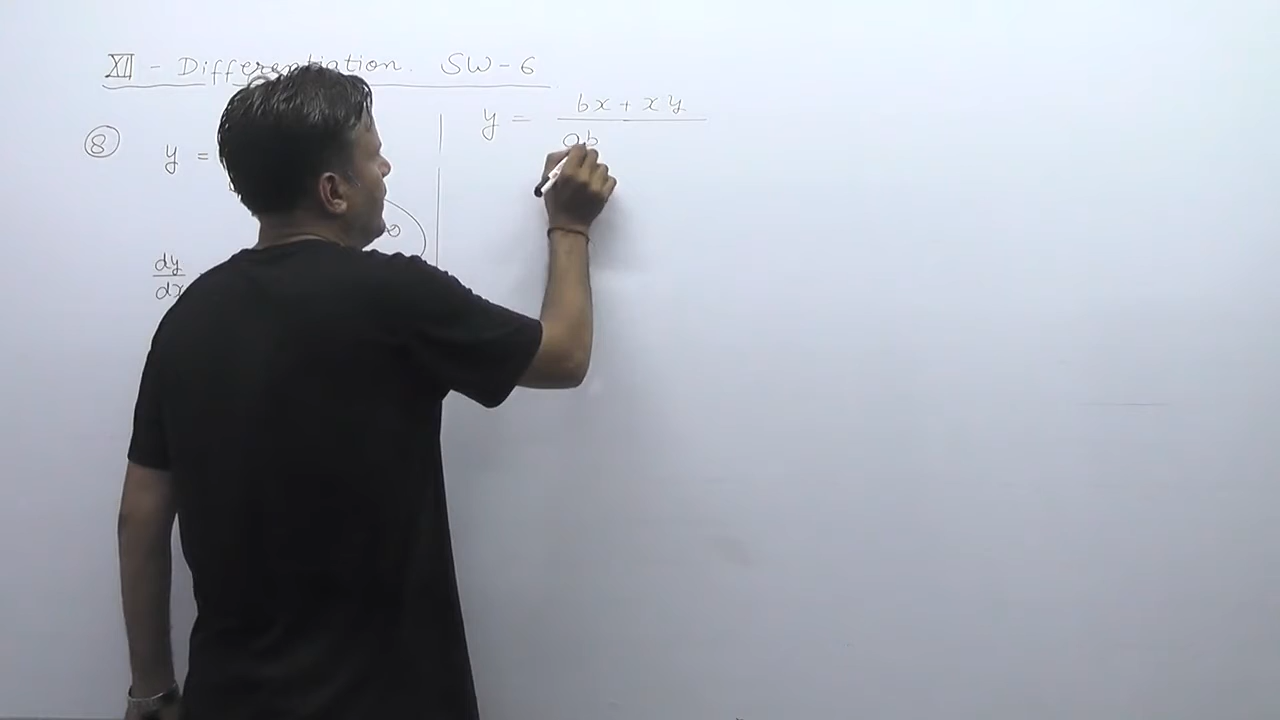 XII - Differentiation. SW-6
8 y =
dy
dx
∞
y = bx + xy
ab